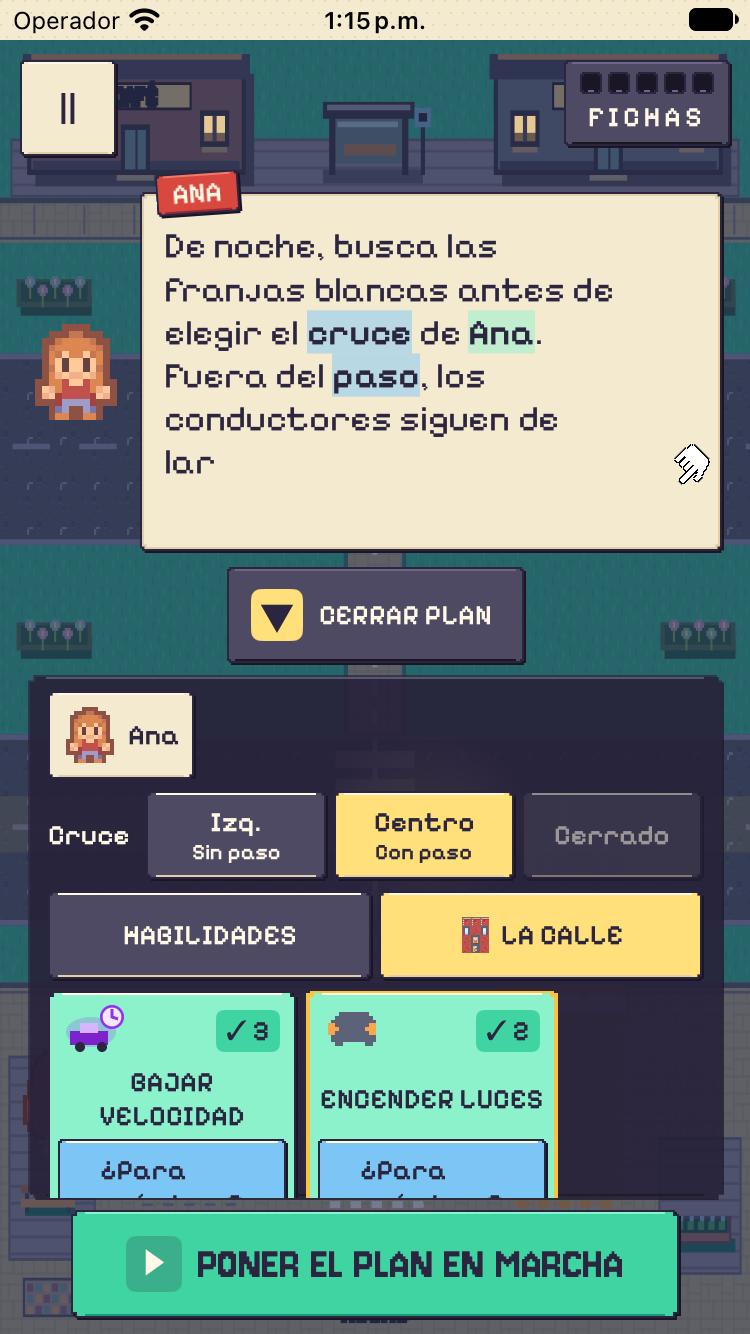 Operador
1:15 p.m.
FICHAS
ANA
De noche, busca las
franjas blancas antes de
elegir el cruce de Ana.
Fuera del paso, los
conductores siguen de
lar
CERRAR PLAN
Ana
Cruce
Izq.
Sin paso
Centro
Con paso
Cerrado
HABILIDADES
LA CALLE
✓ 3
BAJAR
VELOCIDAD
¿Para
✓ 2
ENCENDER LUCES
¿Para
PONER EL PLAN EN MARCHA